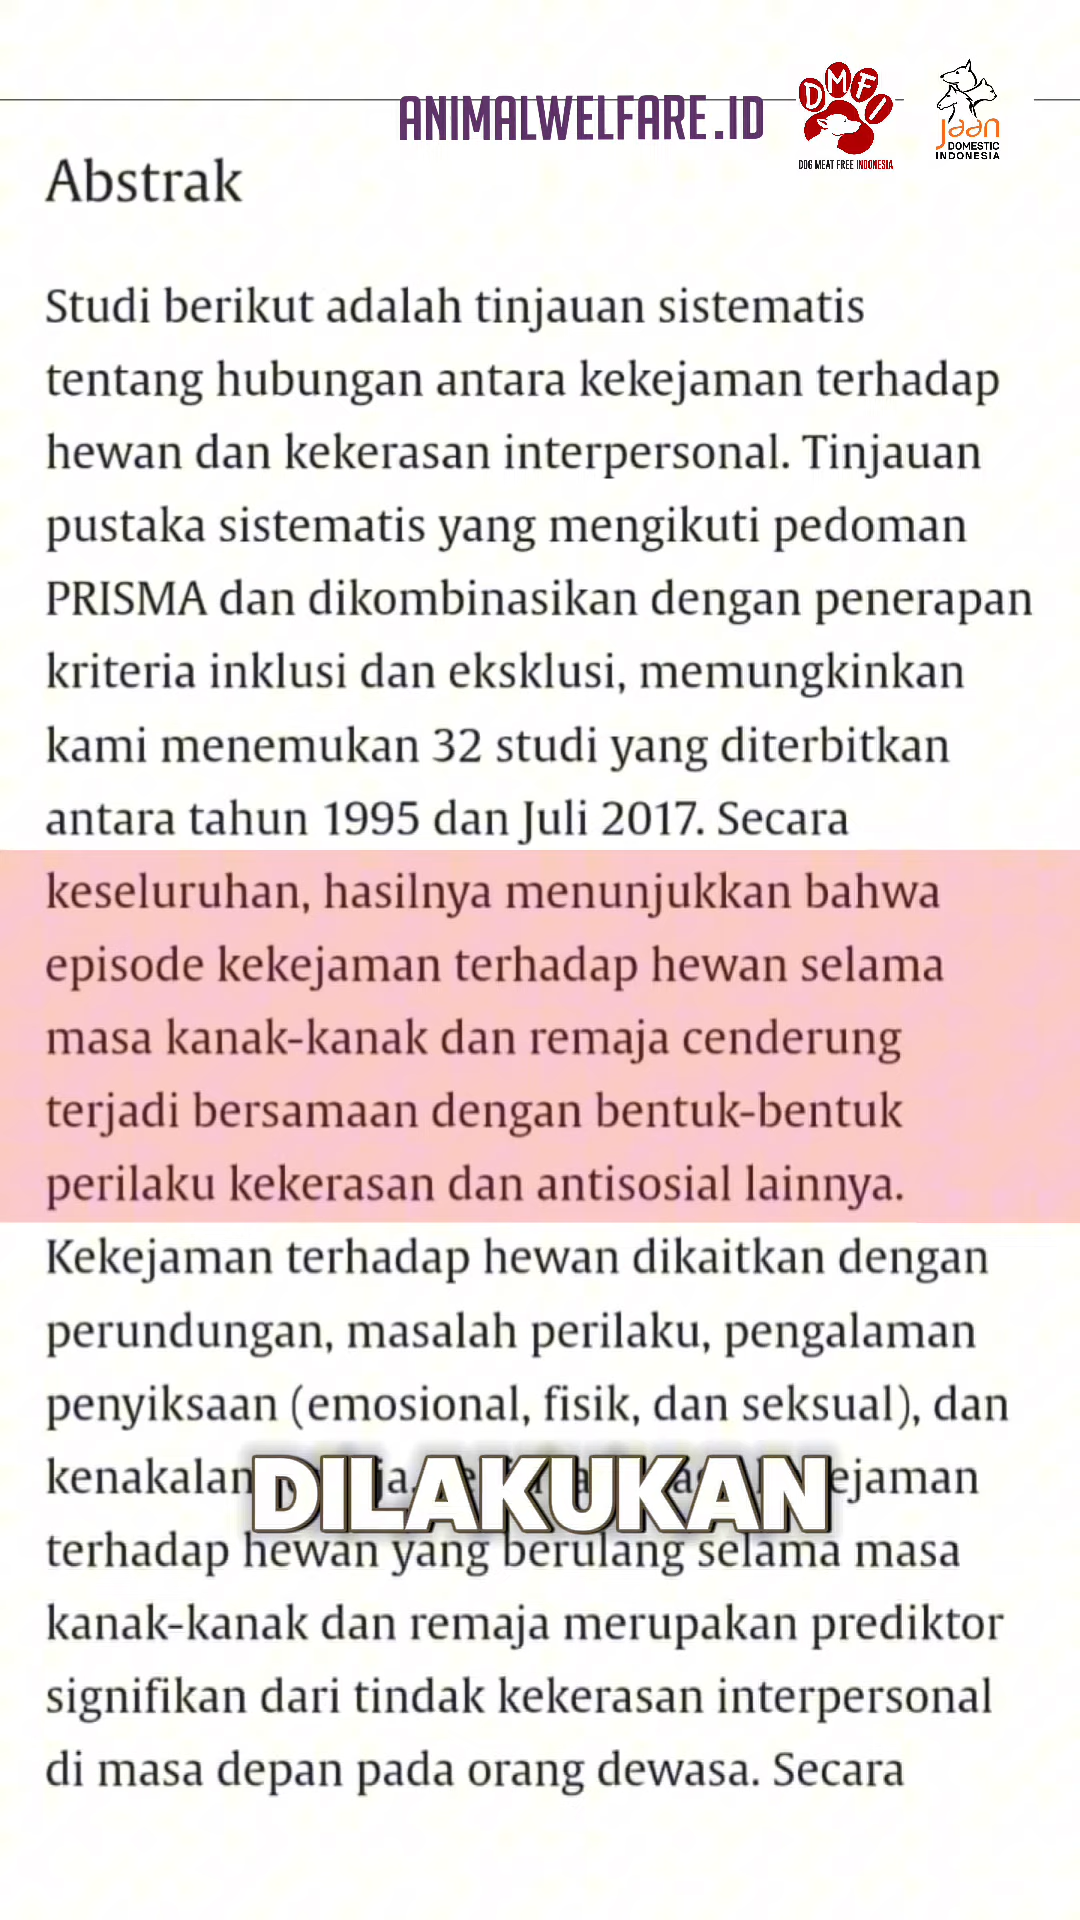 ANIMALWELFARE.ID
DMFI
DOG MEAT FREE INDONESIA
jaan
DOMESTIC
INDONESIA
Abstrak
Studi berikut adalah tinjauan sistematis
tentang hubungan antara kekejaman terhadap
hewan dan kekerasan interpersonal. Tinjauan
pustaka sistematis yang mengikuti pedoman
PRISMA dan dikombinasikan dengan penerapan
kriteria inklusi dan eksklusi, memungkinkan
kami menemukan 32 studi yang diterbitkan
antara tahun 1995 dan Juli 2017. Secara
keseluruhan, hasilnya menunjukkan bahwa
episode kekejaman terhadap hewan selama
masa kanak-kanak dan remaja cenderung
terjadi bersamaan dengan bentuk-bentuk
perilaku kekerasan dan antisosial lainnya.
Kekejaman terhadap hewan dikaitkan dengan
perundungan, masalah perilaku, pengalaman
penyiksaan (emosional, fisik, dan seksual), dan
kenakalan
DILAKUKAN
terhadap hewan yang berulang selama masa
kanak-kanak dan remaja merupakan prediktor
signifikan dari tindak kekerasan interpersonal
di masa depan pada orang dewasa. Secara